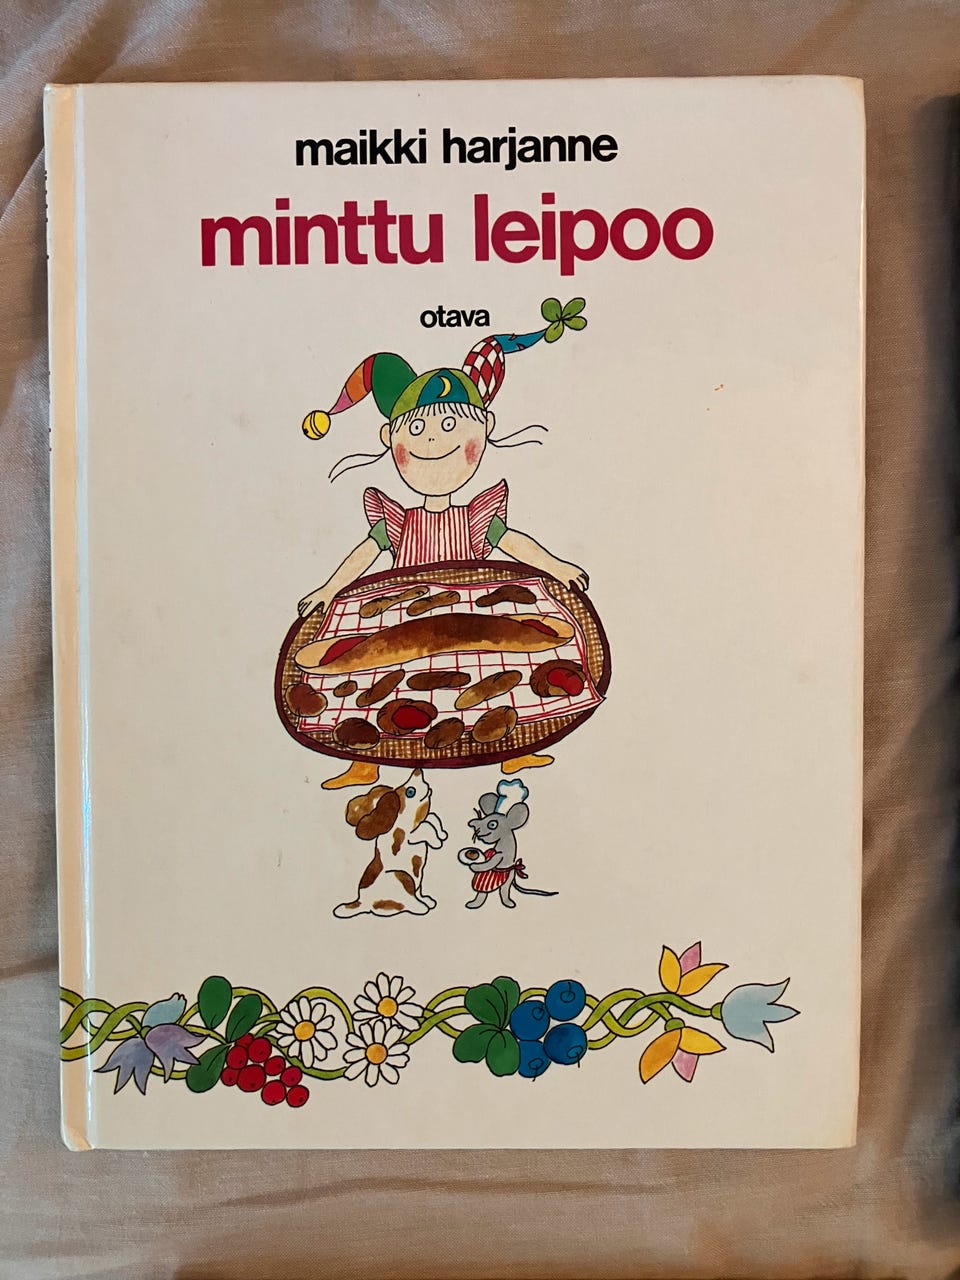 maikki harjanne
minttu leipoo
otava